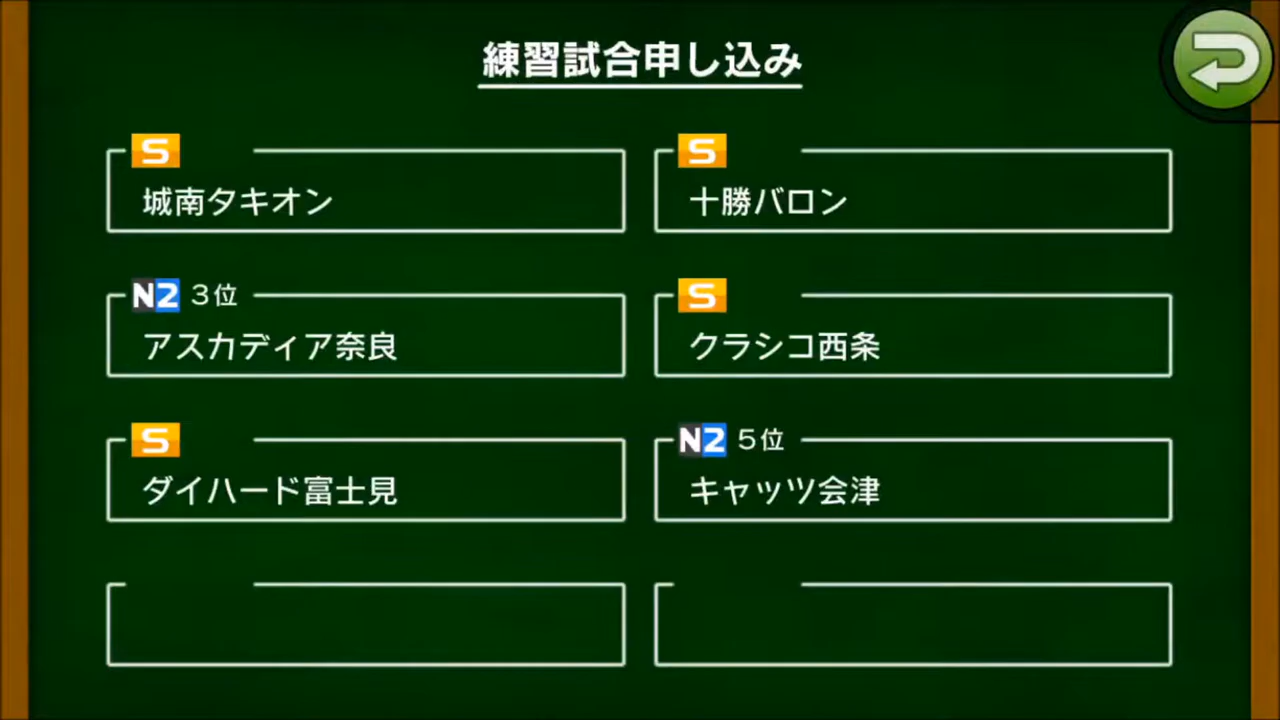 練習試合申し込み
S
城南タキオン
S
十勝バロン
N2 3位
アスカディア奈良
S
クラシコ西条
S
ダイハード富士見
N2 5位
キャッツ会津